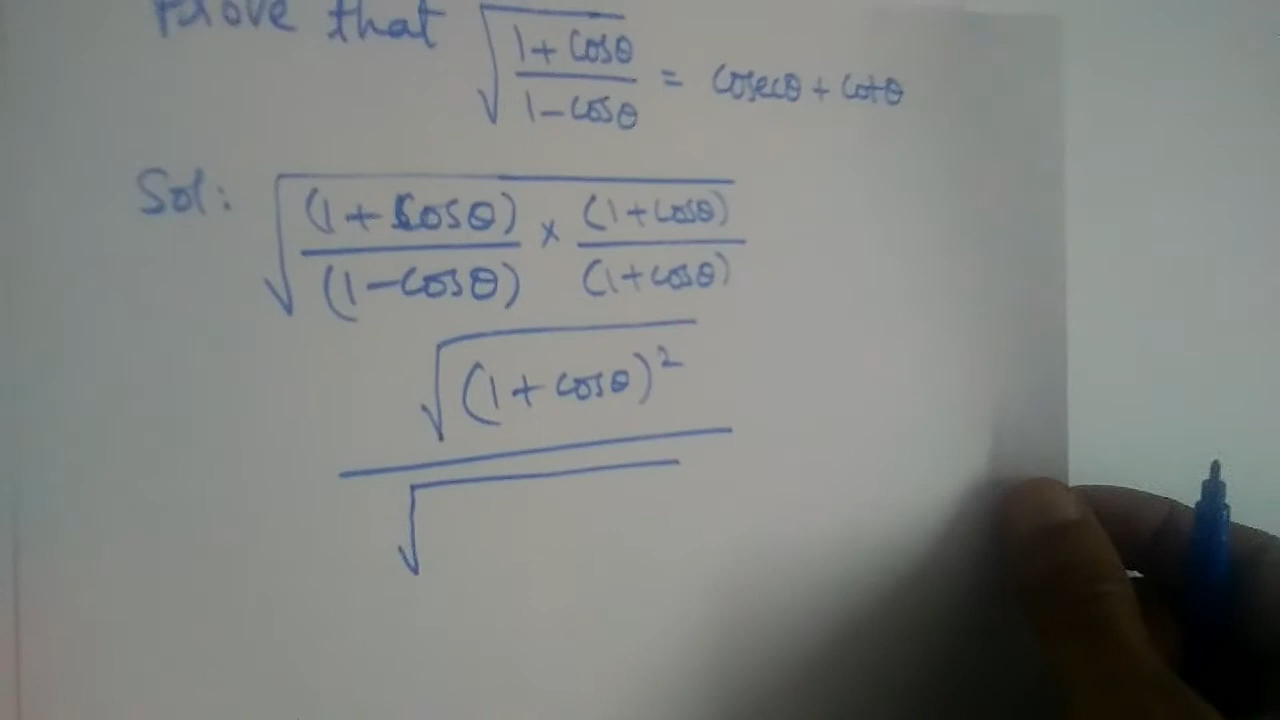 Prove that √((1+cosθ)/(1-cosθ)) = cosecθ + cotθ
Sol: √((1+cosθ)/(1-cosθ) × (1+cosθ)/(1+cosθ))
√((1+cosθ)²)
√